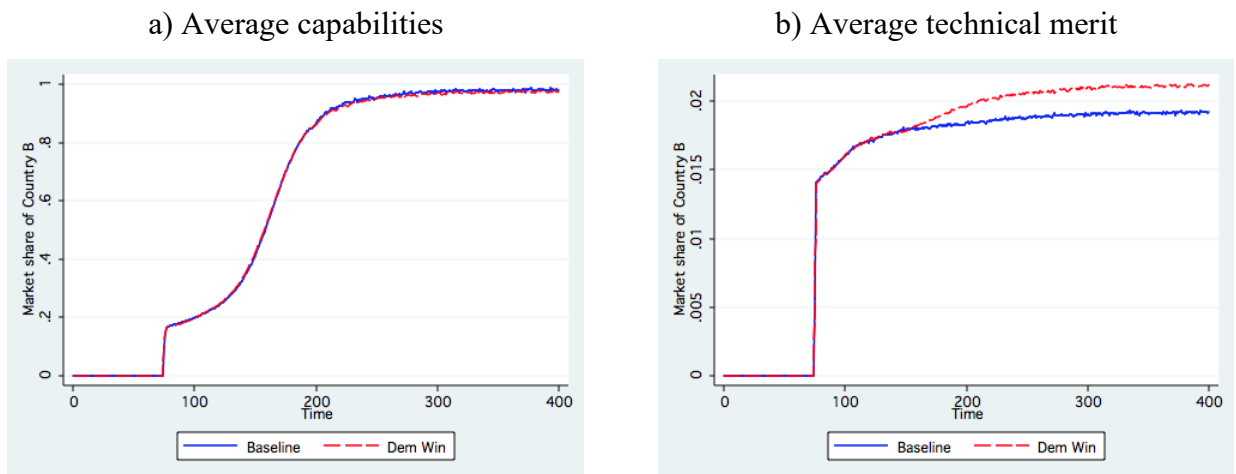 a) Average capabilities
Market share of Country B
0 .2 .4 .6 .8 1
0 100 200 300 400
Time
Baseline Dem Win
b) Average technical merit
Market share of Country B
0 .005 .01 .015 .02
0 100 200 300 400
Time
Baseline Dem Win